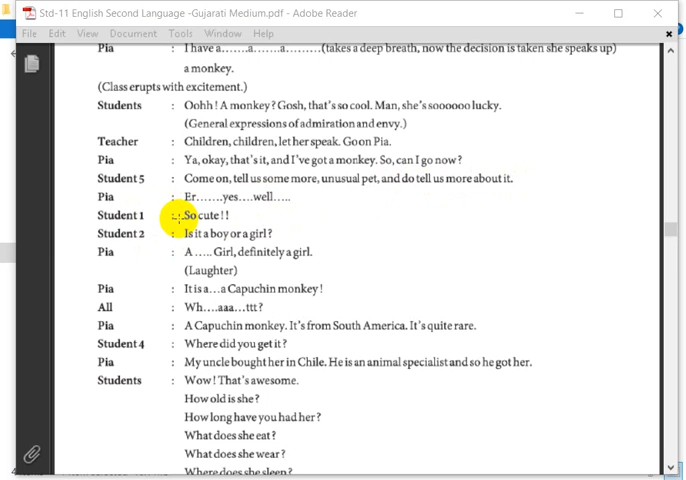 Std-11 English Second Language -Gujarati Medium.pdf - Adobe Reader
File Edit View Document Tools Window Help
Pia : I have a…….a…….a………(takes a deep breath, now the decision is taken she speaks up)
a monkey.
(Class erupts with excitement.)
Students : Oohh ! A monkey? Gosh, that's so cool. Man, she's soooooo lucky.
(General expressions of admiration and envy.)
Teacher : Children, children, let her speak. Go on Pia.
Pia : Ya, okay, that's it, and I've got a monkey. So, can I go now?
Student 5 : Come on, tell us some more, unusual pet, and do tell us more about it.
Pia : Er…….yes….well…..
Student 1 : So cute ! !
Student 2 : Is it a boy or a girl ?
Pia : A ….. Girl, definitely a girl.
(Laughter)
Pia : It is a…a Capuchin monkey !
All : Wh….aaa…ttt ?
Pia : A Capuchin monkey. It's from South America. It's quite rare.
Student 4 : Where did you get it?
Pia : My uncle bought her in Chile. He is an animal specialist and so he got her.
Students : Wow ! That's awesome.
How old is she ?
How long have you had her ?
What does she eat ?
What does she wear ?
Where does she sleep ?